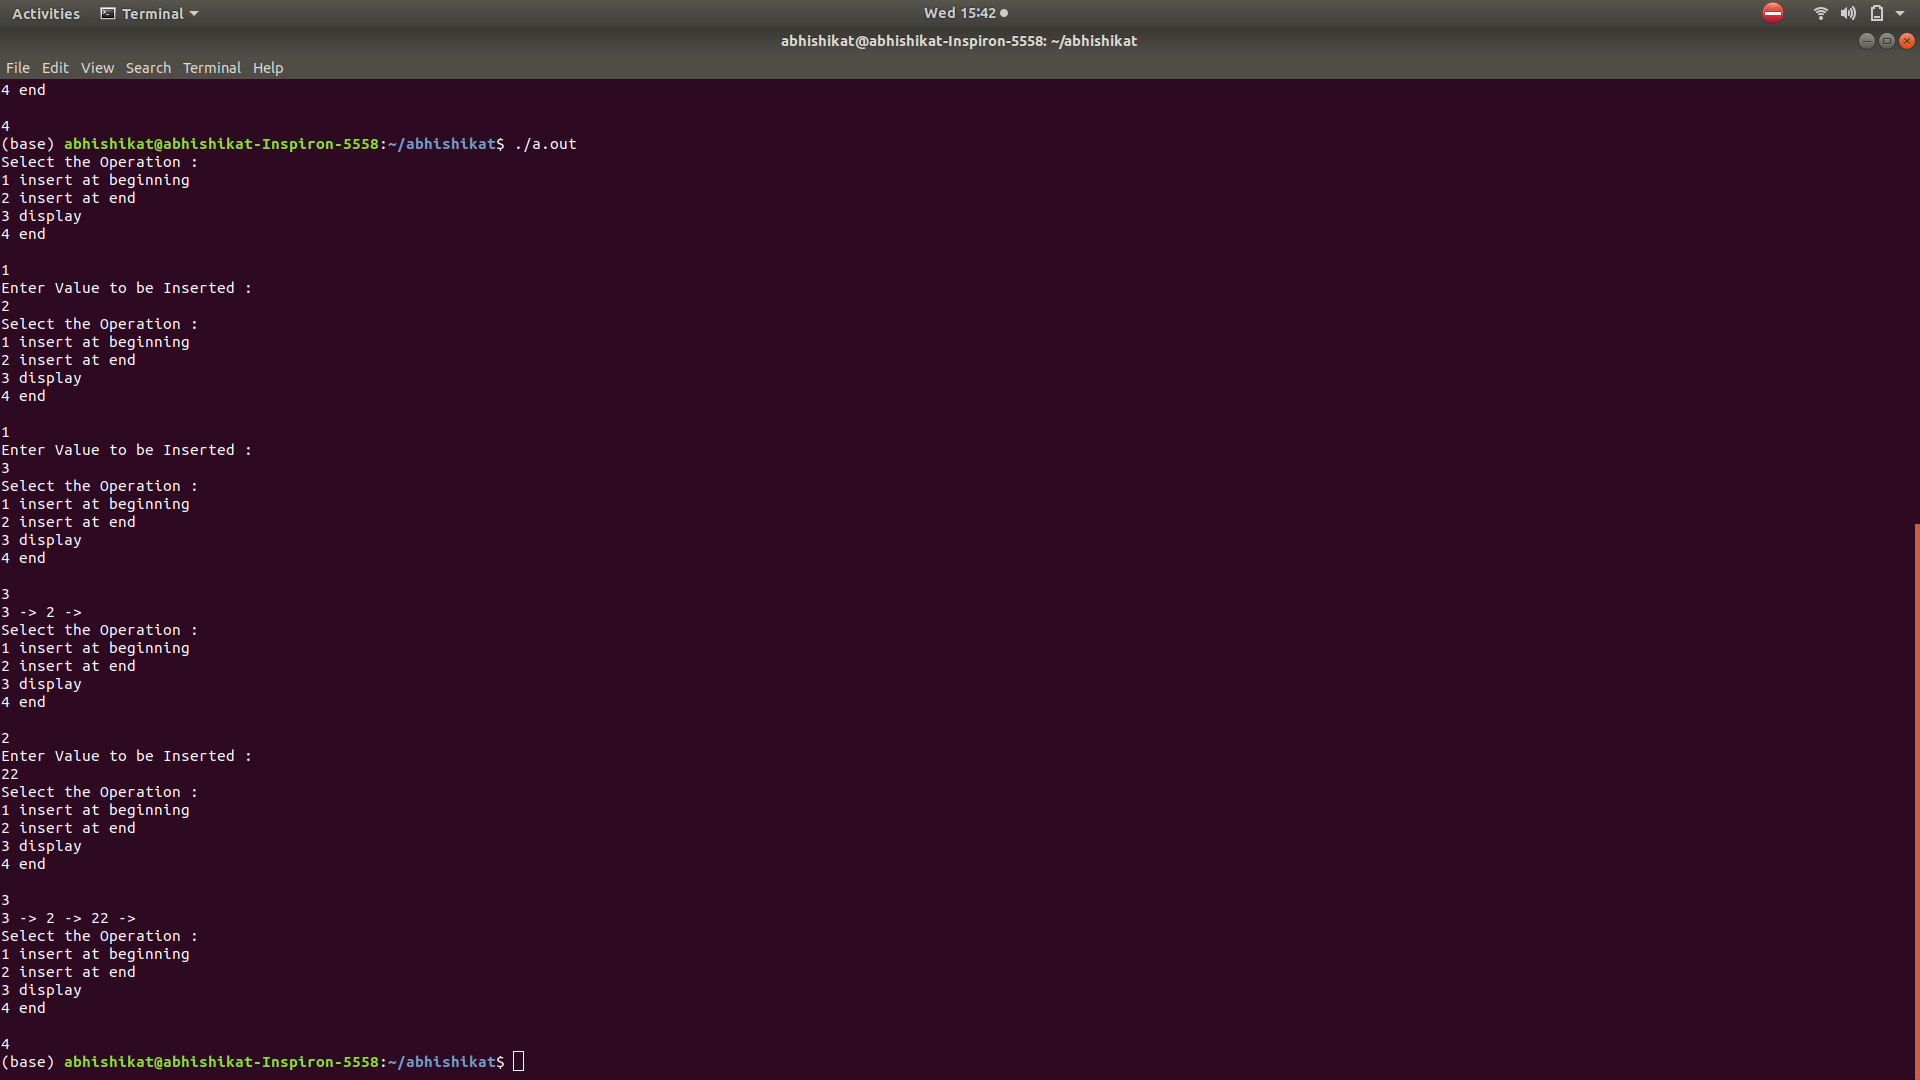 Activities Terminal Wed 15:42
abhishikat@abhishikat-Inspiron-5558: ~/abhishikat
File Edit View Search Terminal Help
4 end
4
(base) abhishikat@abhishikat-Inspiron-5558:~/abhishikat$ ./a.out
Select the Operation :
1 insert at beginning
2 insert at end
3 display
4 end
1
Enter Value to be Inserted :
2
Select the Operation :
1 insert at beginning
2 insert at end
3 display
4 end
1
Enter Value to be Inserted :
3
Select the Operation :
1 insert at beginning
2 insert at end
3 display
4 end
3
3 -> 2 ->
Select the Operation :
1 insert at beginning
2 insert at end
3 display
4 end
2
Enter Value to be Inserted :
22
Select the Operation :
1 insert at beginning
2 insert at end
3 display
4 end
3
3 -> 2 -> 22 ->
Select the Operation :
1 insert at beginning
2 insert at end
3 display
4 end
4
(base) abhishikat@abhishikat-Inspiron-5558:~/abhishikat$